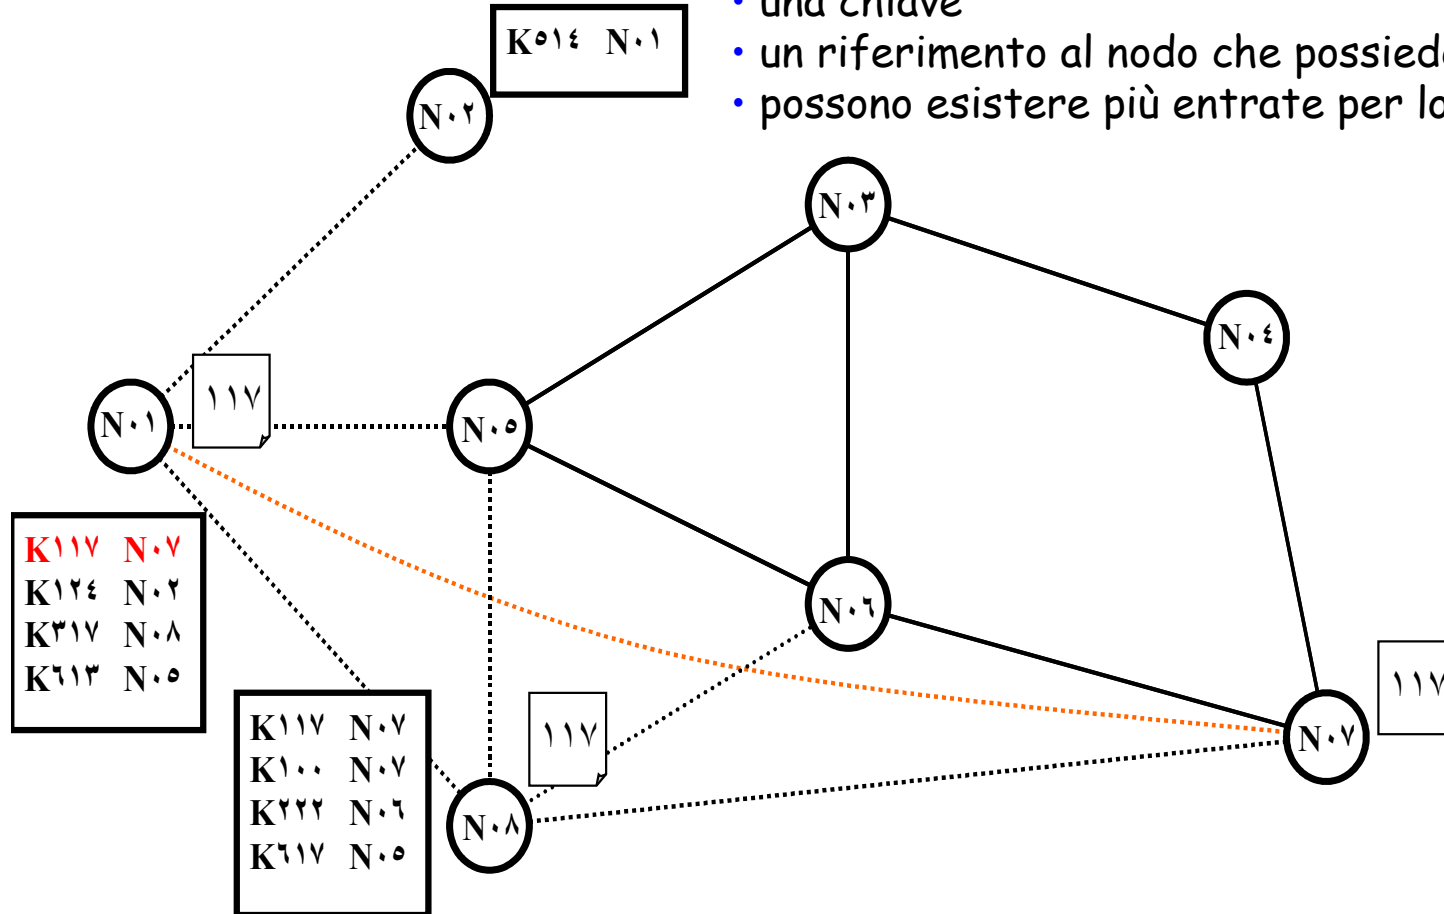 una chiave
K٥١٤ N٠١
un riferimento al nodo che possiede
N٠٢
possono esistere più entrate per lo
N٠٣
N٠٤
١١٧
N٠١
N٠٥
K١١٧ N٠٧
K١٢٤ N٠٢
K٣١٧ N٠٨
K٦١٣ N٠٥
N٠٦
١١٧
K١١٧ N٠٧
K١٠٠ N٠٧
K٢٢٢ N٠٦
K٦١٧ N٠٥
١١٧
N٠٧
N٠٨